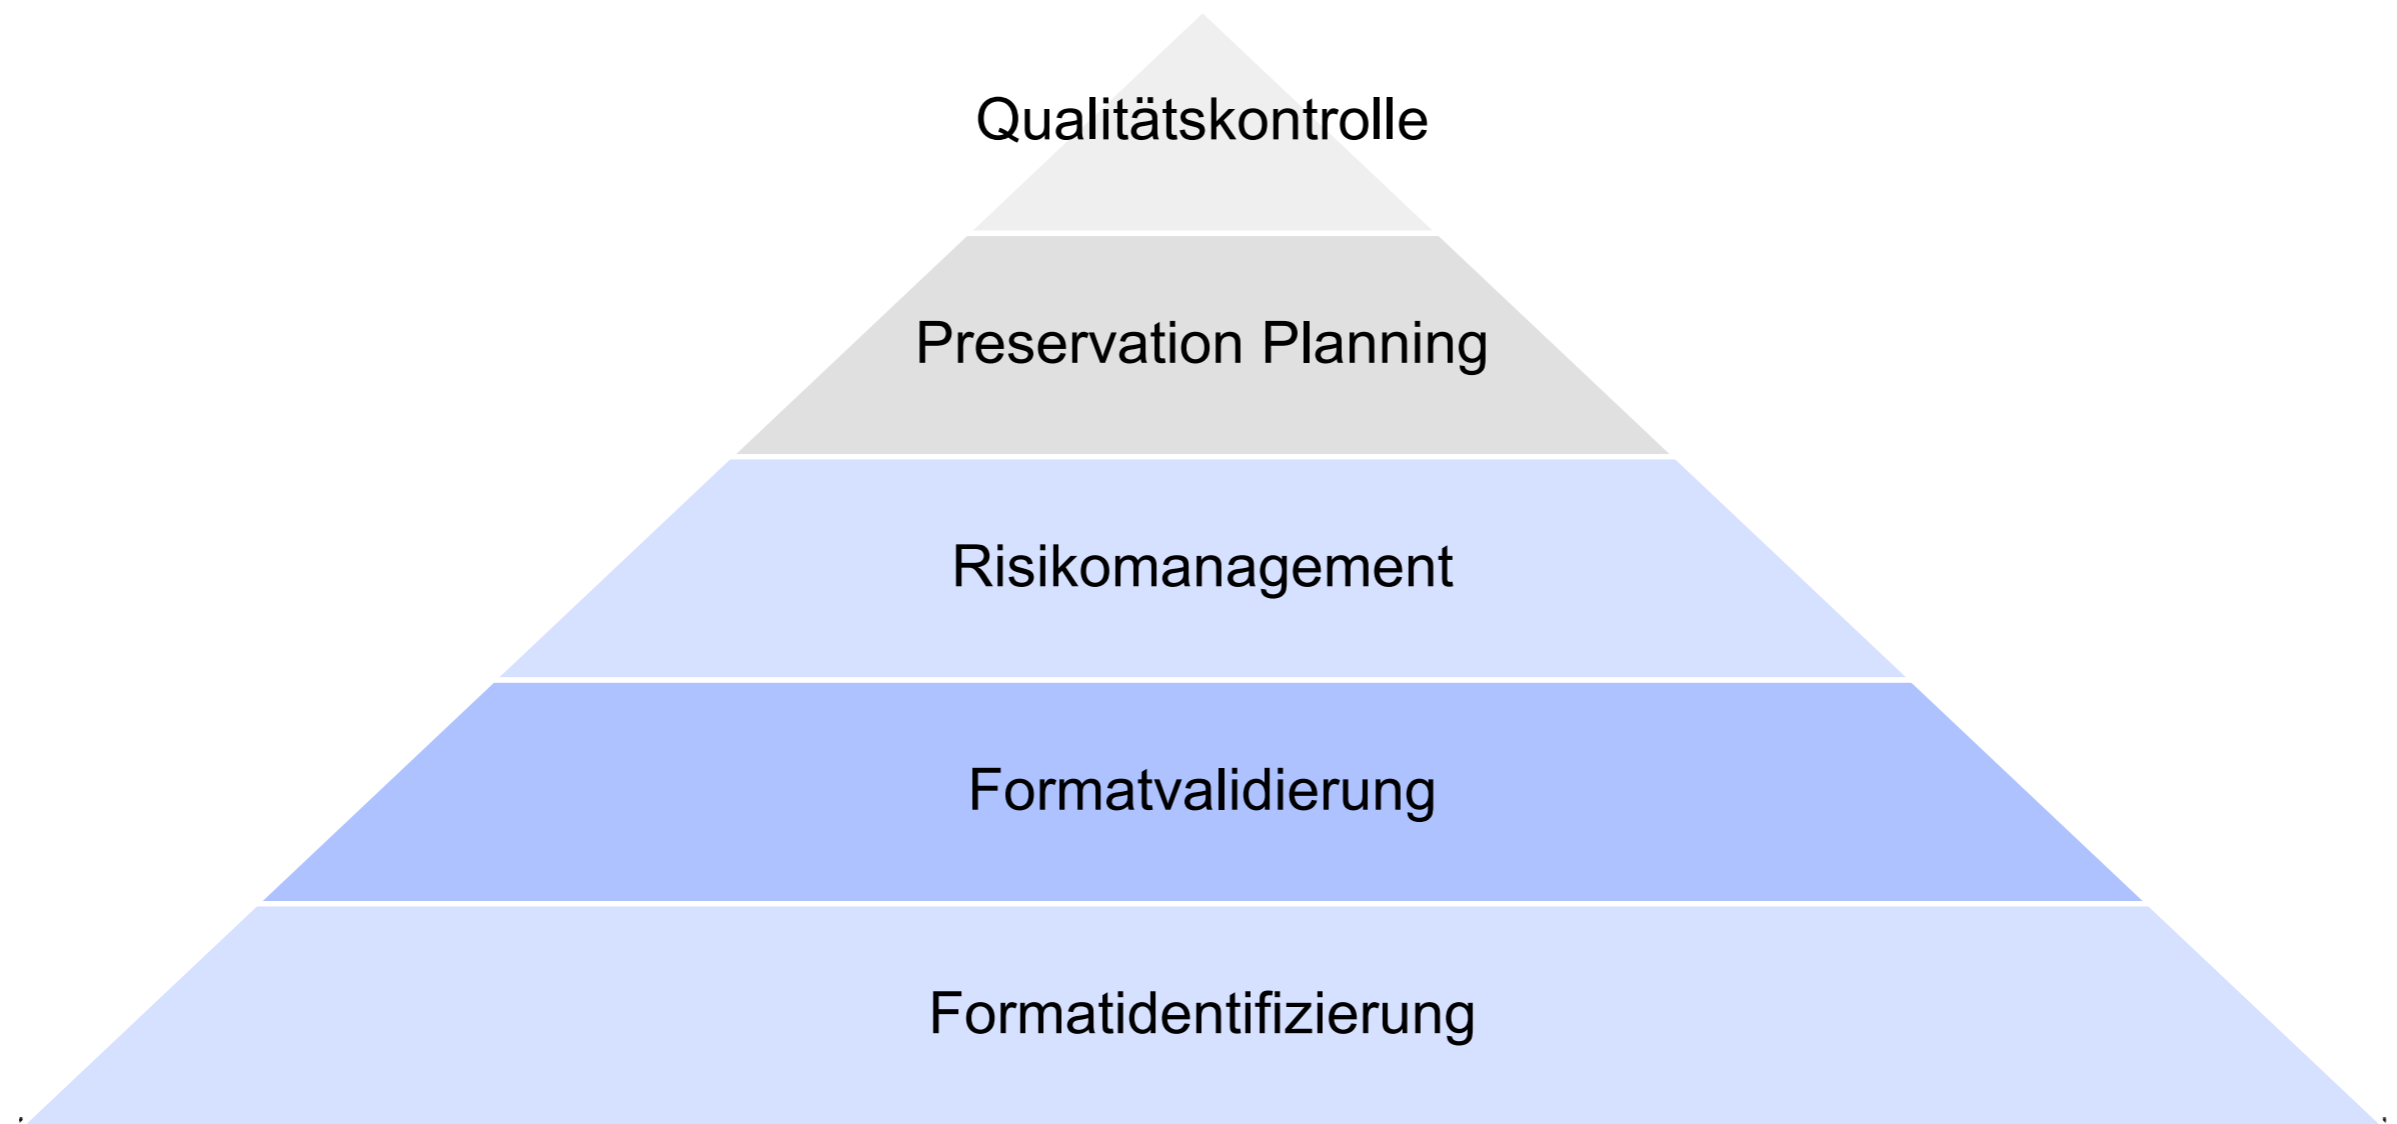 Qualitätskontrolle
Preservation Planning
Risikomanagement
Formatvalidierung
Formatidentifizierung